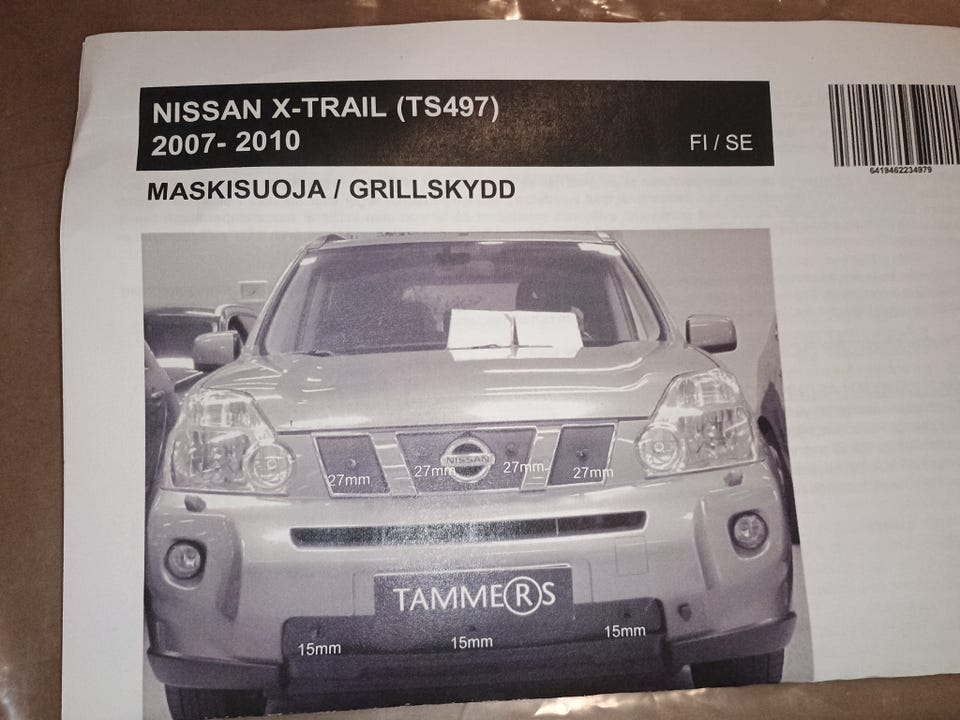 NISSAN X-TRAIL (TS497)
2007- 2010
FI / SE
6419462234979
MASKISUOJA / GRILLSKYDD
NISSAN
27mm 27mm 27mm 27mm
TAMMERS
15mm 15mm 15mm